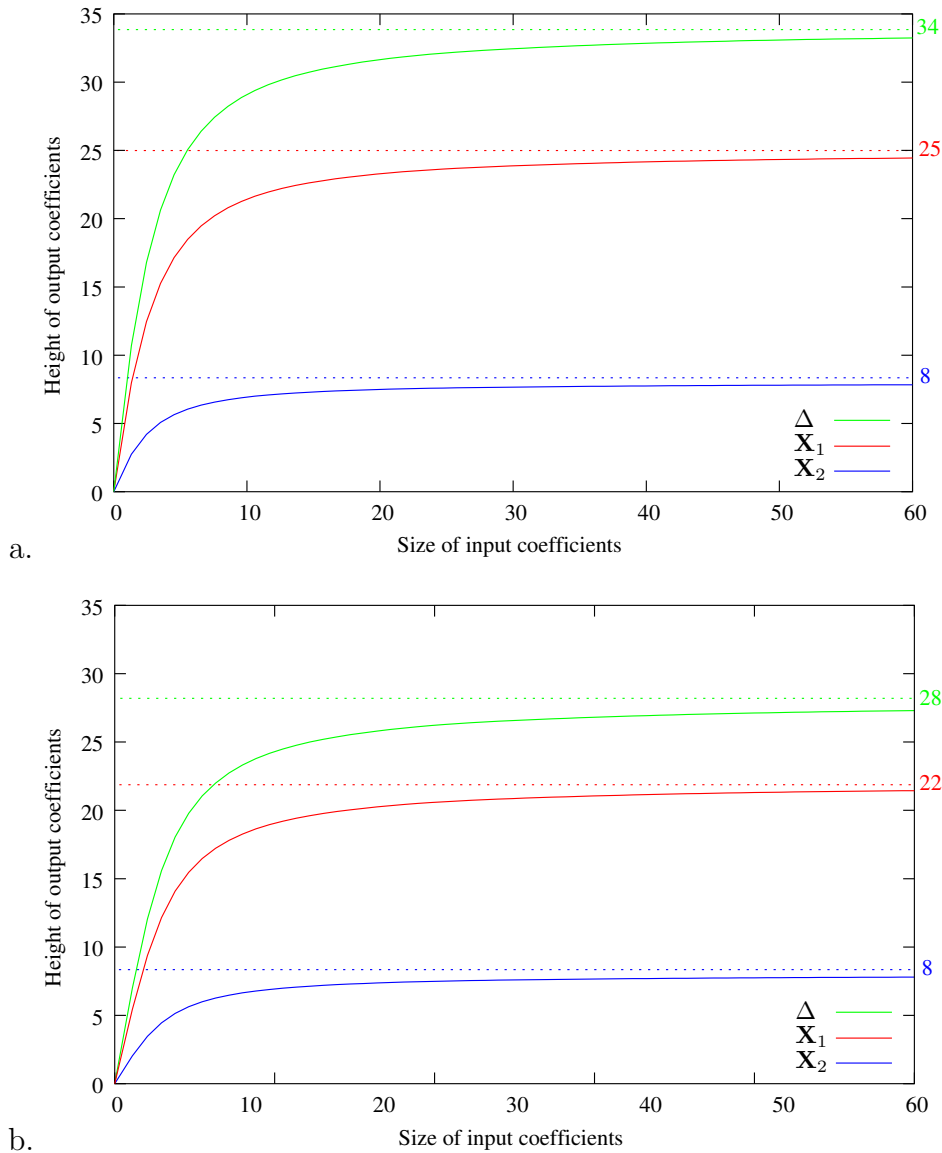 35
30
25
20
15
10
5
0
Height of output coefficients
34
25
8
Δ
X1
X2
0 10 20 30 40 50 60
Size of input coefficients
a.
35
30
25
20
15
10
5
0
Height of output coefficients
28
22
8
Δ
X1
X2
0 10 20 30 40 50 60
Size of input coefficients
b.